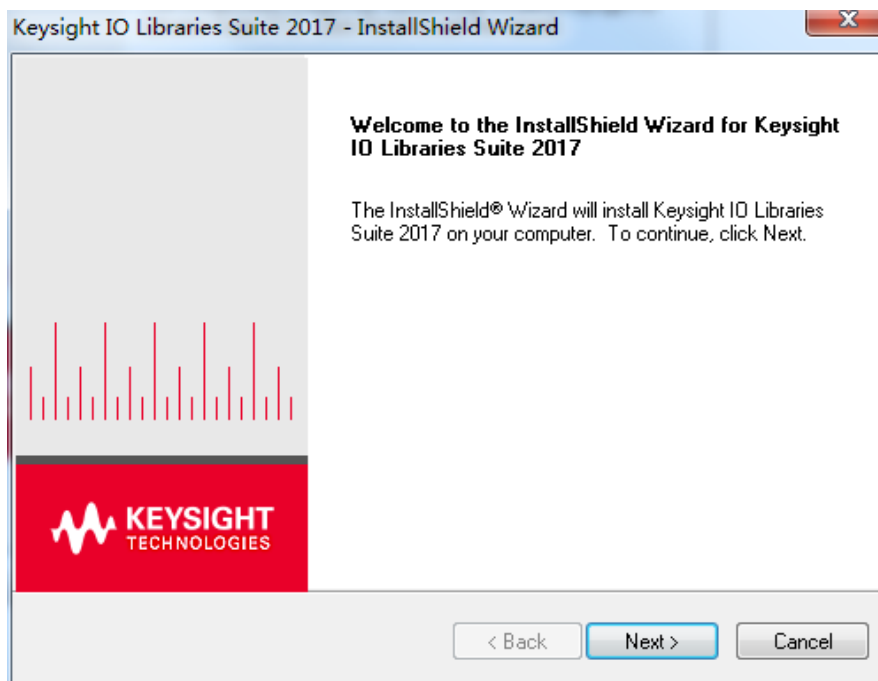 Keysight IO Libraries Suite 2017 - InstallShield Wizard
Welcome to the InstallShield Wizard for Keysight
IO Libraries Suite 2017
The InstallShield® Wizard will install Keysight IO Libraries
Suite 2017 on your computer. To continue, click Next.
KEYSIGHT
TECHNOLOGIES
< Back
Next >
Cancel